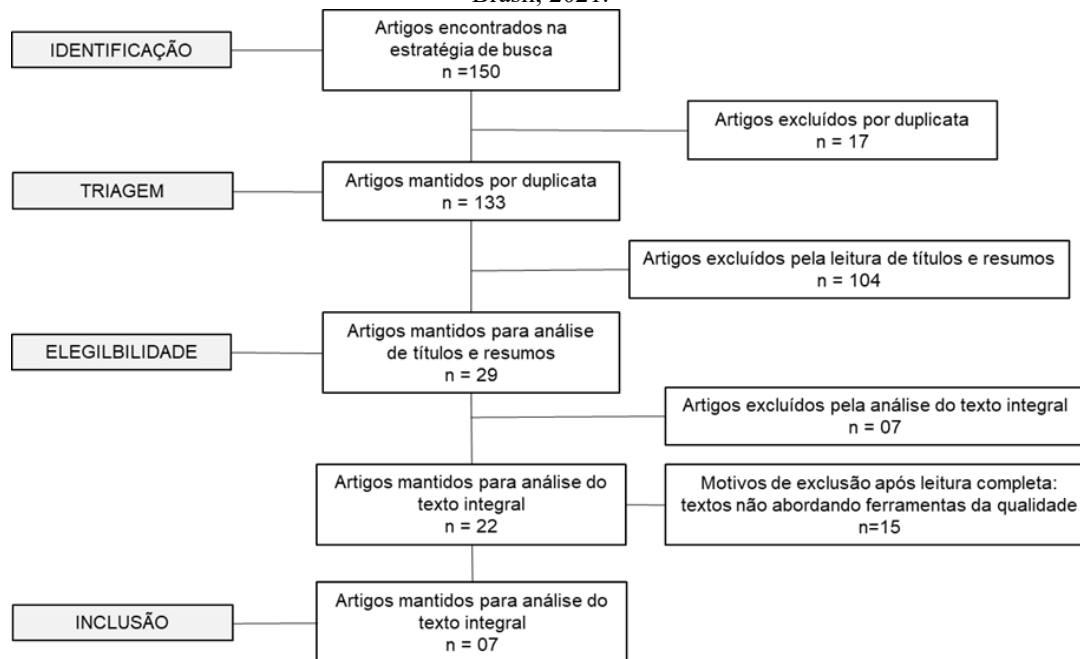 Brasil, 2021.
IDENTIFICAÇÃO
Artigos encontrados na
estratégia de busca
n =150
Artigos excluídos por duplicata
n = 17
TRIAGEM
Artigos mantidos por duplicata
n = 133
Artigos excluídos pela leitura de títulos e resumos
n = 104
ELEGILBILIDADE
Artigos mantidos para análise
de títulos e resumos
n = 29
Artigos excluídos pela análise do texto integral
n = 07
Artigos mantidos para análise do
texto integral
n = 22
Motivos de exclusão após leitura completa:
textos não abordando ferramentas da qualidade
n=15
INCLUSÃO
Artigos mantidos para análise do
texto integral
n = 07